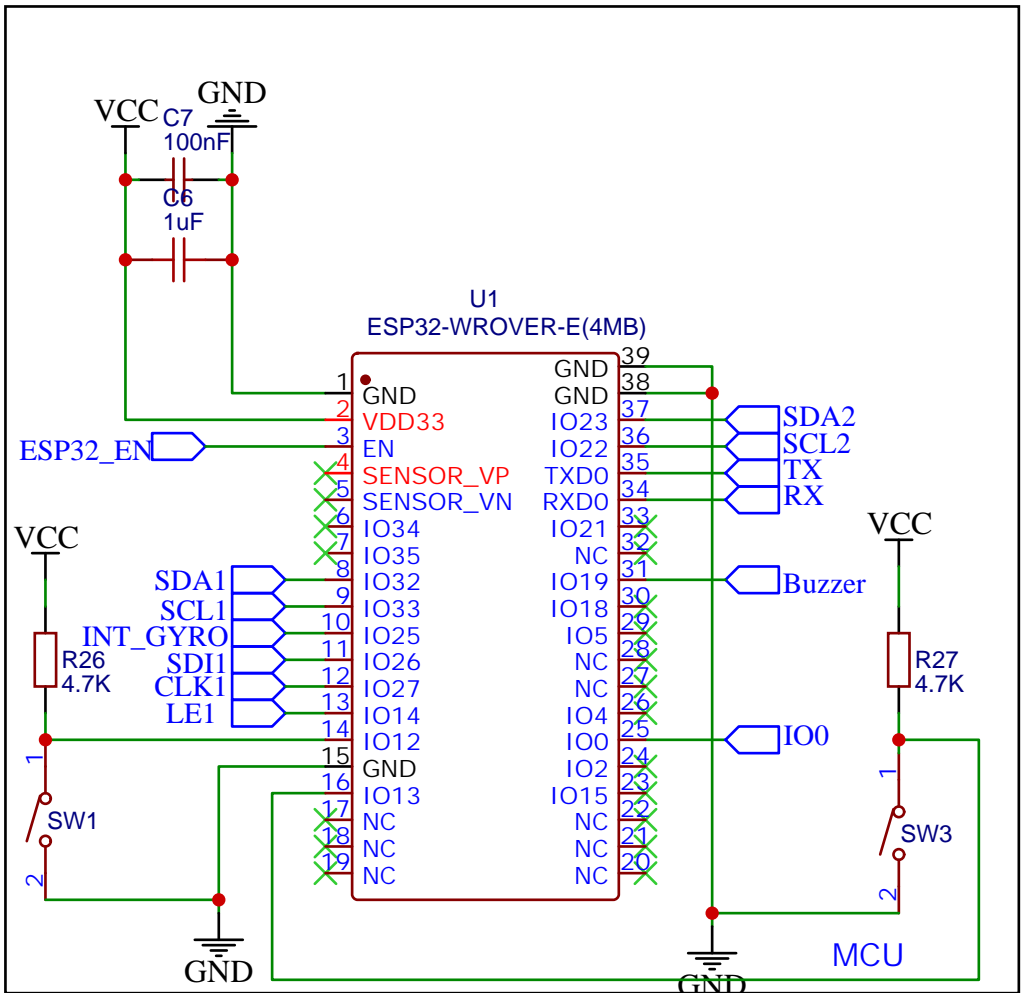 GND
VCC
C7
100nF
C6
1uF
U1
ESP32-WROVER-E(4MB)
1 GND
2 VDD33
ESP32_EN 3 EN
4 SENSOR_VP
5 SENSOR_VN
6 IO34
7 IO35
SDA1 8 IO32
SCL1 9 IO33
INT_GYRO 10 IO25
SDI1 11 IO26
CLK1 12 IO27
LE1 13 IO14
14 IO12
15 GND
16 IO13
17 NC
18 NC
19 NC
GND 39
GND 38
IO23 37 SDA2
IO22 36 SCL2
TXD0 35 TX
RXD0 34 RX
IO21 33
NC 32
IO19 31 Buzzer
IO18 30
IO5 29
NC 28
NC 27
IO4 26
IO0 25 IO0
IO2 24
IO15 23
NC 22
NC 21
NC 20
VCC
R26
4.7K
1
SW1
2
GND
VCC
R27
4.7K
1
SW3
2
GND
MCU